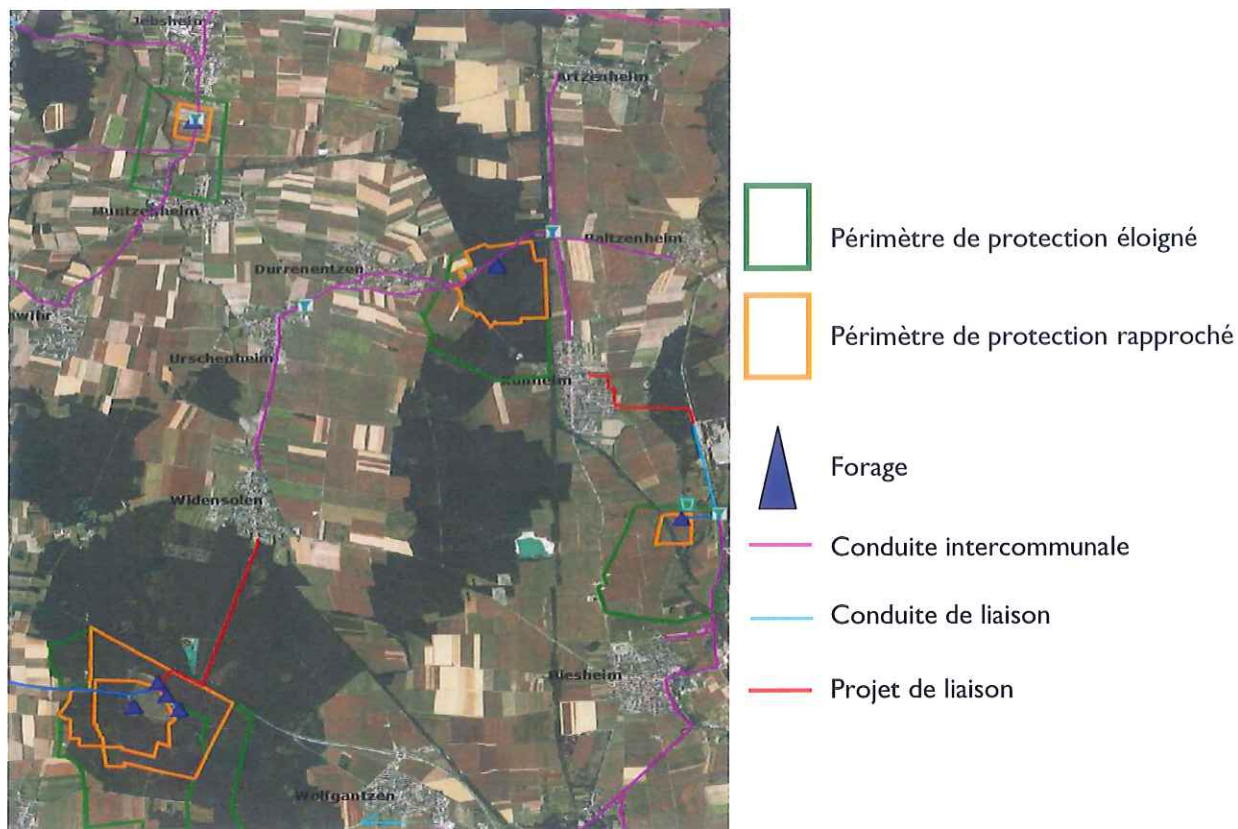 Jebsheim
Artzenheim
Muntzenheim
Baltzenheim
Durrenentzen
Urschenheim
Kunheim
Widensolen
Biesheim
Wolfgantzen
Périmètre de protection éloigné
Périmètre de protection rapproché
Forage
Conduite intercommunale
Conduite de liaison
Projet de liaison